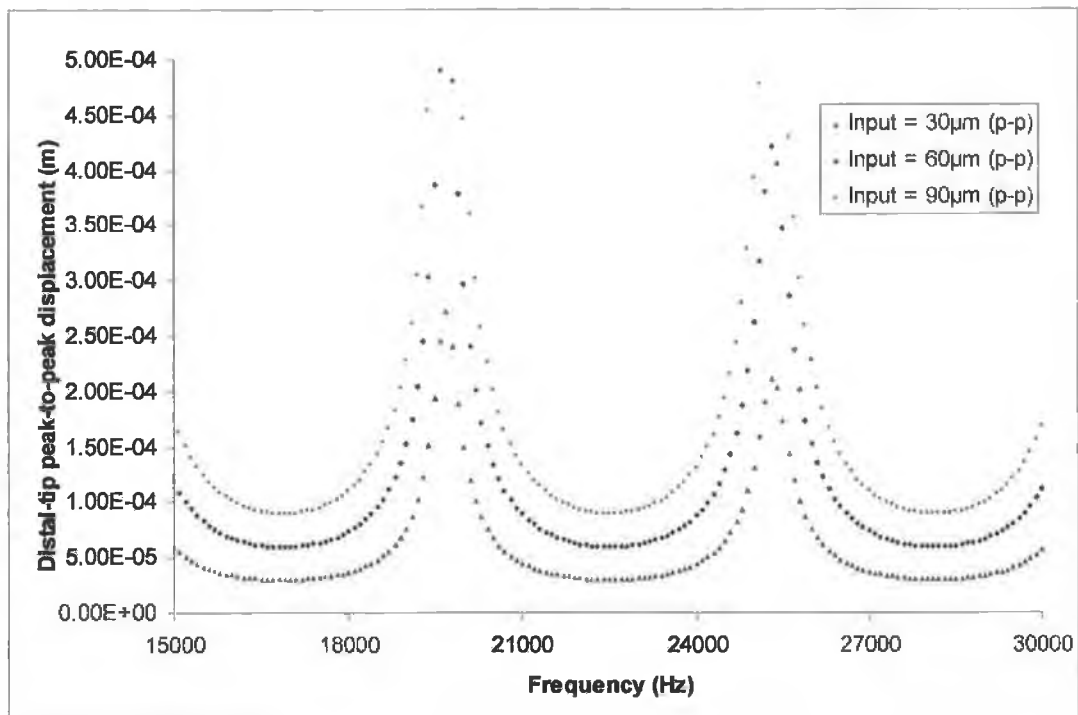 5.00E-04
4.50E-04
4.00E-04
3.50E-04
3.00E-04
2.50E-04
2.00E-04
1.50E-04
1.00E-04
5.00E-05
0.00E+00
Distal-tip peak-to-peak displacement (m)
Input = 30µm (p-p)
Input = 60µm (p-p)
Input = 90µm (p-p)
15000 18000 21000 24000 27000 30000
Frequency (Hz)